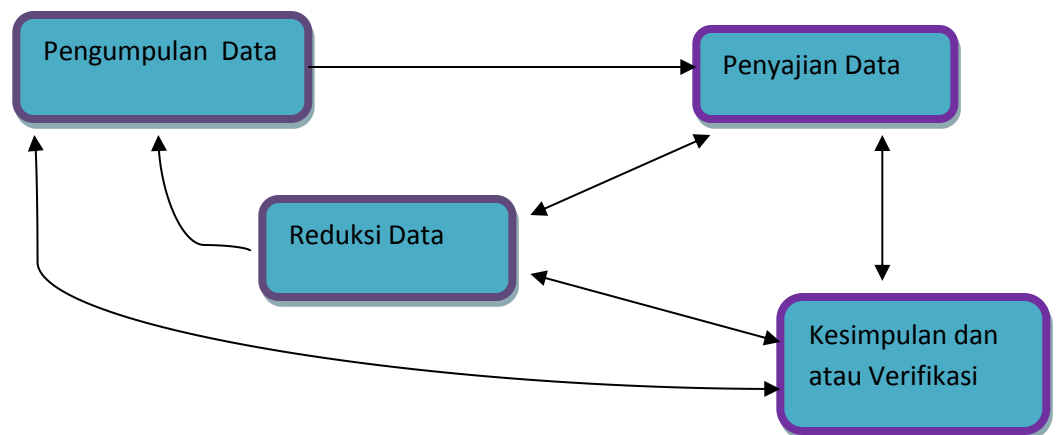 Pengumpulan Data
Penyajian Data
Reduksi Data
Kesimpulan dan
atau Verifikasi